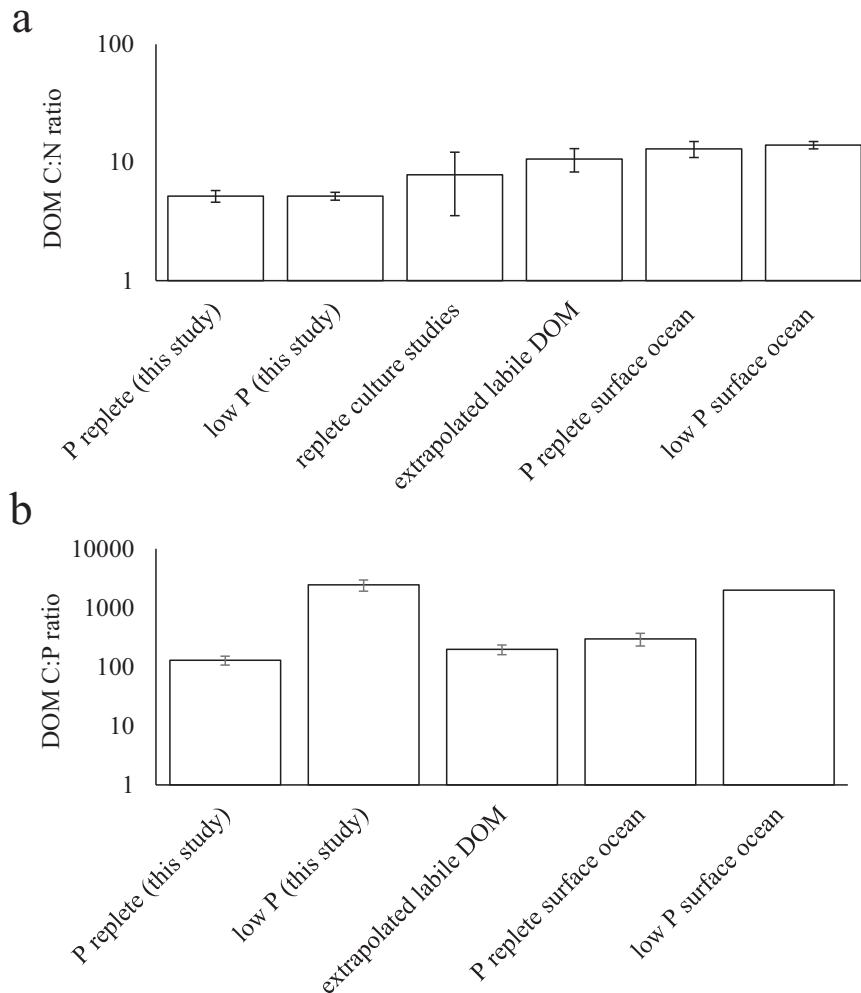 a
100
10
1
DOM C:N ratio
P replete (this study)
low P (this study)
replete culture studies
extrapolated labile DOM
P replete surface ocean
low P surface ocean
b
10000
1000
100
10
1
DOM C:P ratio
P replete (this study)
low P (this study)
extrapolated labile DOM
P replete surface ocean
low P surface ocean